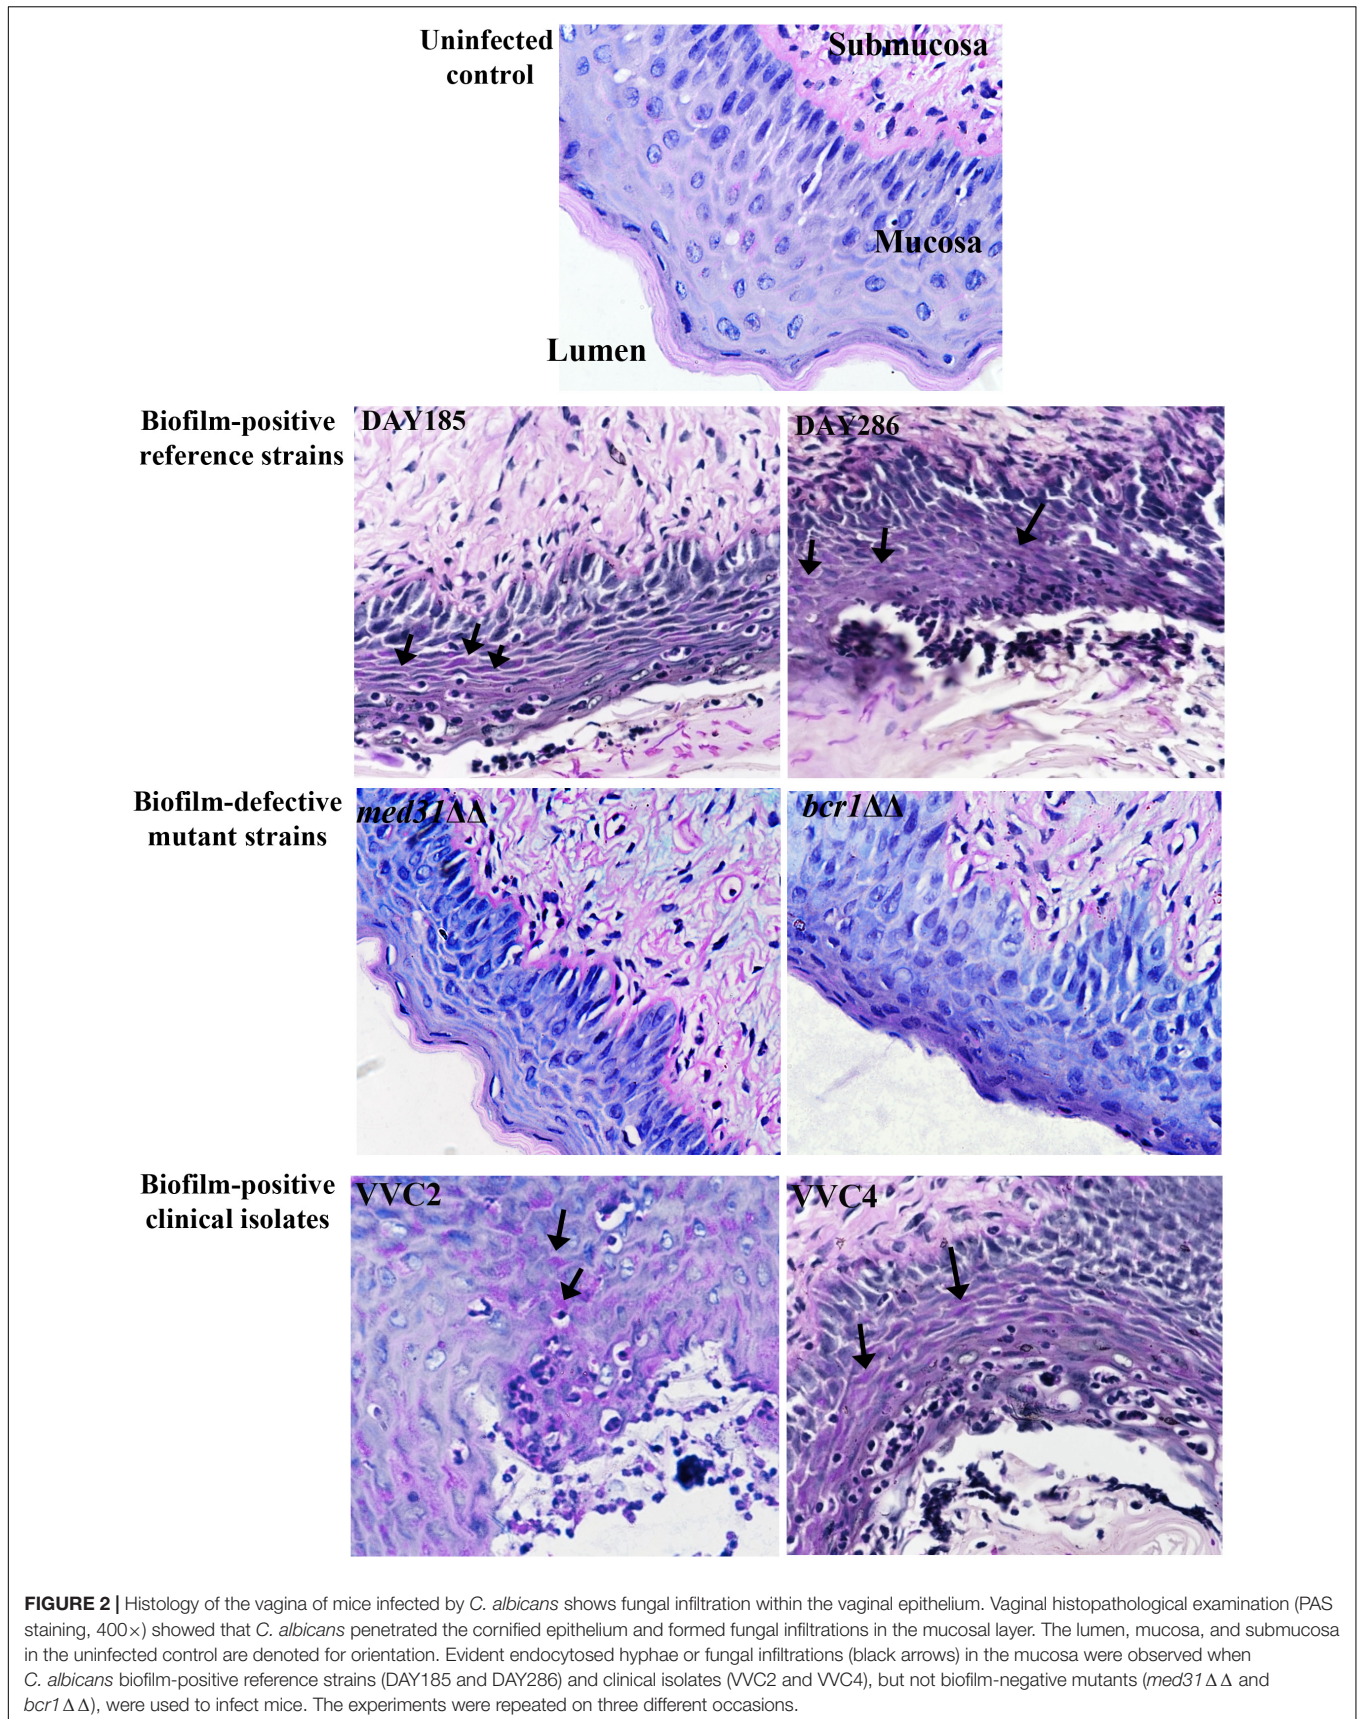 Uninfected
control
Submucosa
Mucosa
Lumen
Biofilm-positive
reference strains
DAY185
DAY286
Biofilm-defective
mutant strains
med31ΔΔ
bcr1ΔΔ
Biofilm-positive
clinical isolates
VVC2
VVC4
FIGURE 2 | Histology of the vagina of mice infected by C. albicans shows fungal infiltration within the vaginal epithelium. Vaginal histopathological examination (PAS
staining, 400×) showed that C. albicans penetrated the cornified epithelium and formed fungal infiltrations in the mucosal layer. The lumen, mucosa, and submucosa
in the uninfected control are denoted for orientation. Evident endocytosed hyphae or fungal infiltrations (black arrows) in the mucosa were observed when
C. albicans biofilm-positive reference strains (DAY185 and DAY286) and clinical isolates (VVC2 and VVC4), but not biofilm-negative mutants (med31ΔΔ and
bcr1ΔΔ), were used to infect mice. The experiments were repeated on three different occasions.